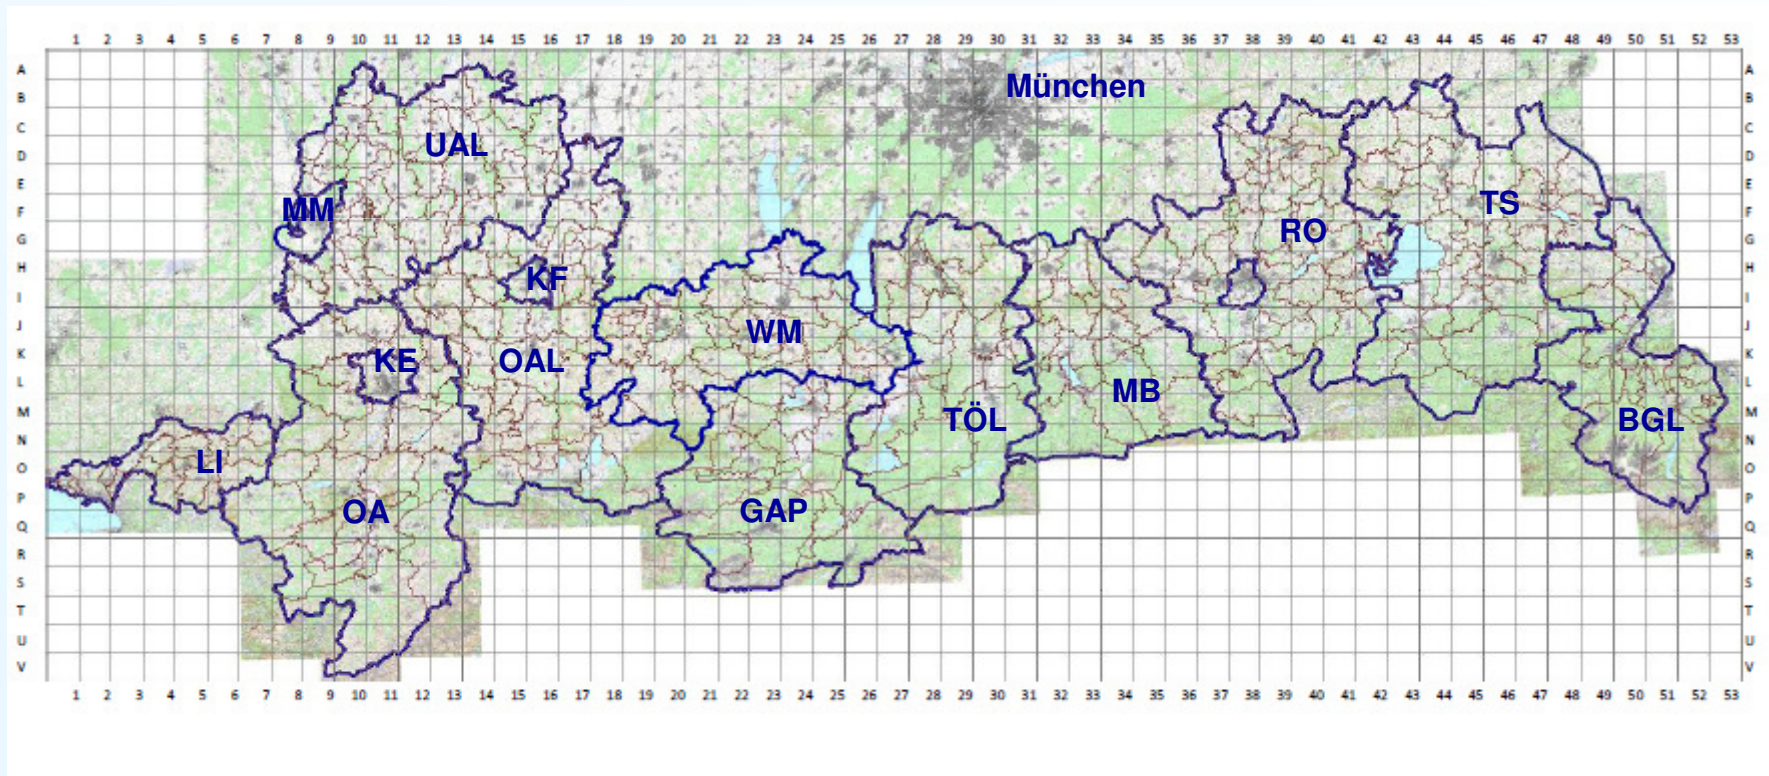 1 2 3 4 5 6 7 8 9 10 11 12 13 14 15 16 17 18 19 20 21 22 23 24 25 26 27 28 29 30 31 32 33 34 35 36 37 38 39 40 41 42 43 44 45 46 47 48 49 50 51 52 53
A A
München
B B
C C
UAL
D D
E E
MM TS
F F
RO
G G
H H
KF
I I
WM
J J
K KE OAL K
L MB L
M TÖL BGL M
N N
LI
O O
P P
OA GAP
Q Q
R R
S S
T T
U U
V V
1 2 3 4 5 6 7 8 9 10 11 12 13 14 15 16 17 18 19 20 21 22 23 24 25 26 27 28 29 30 31 32 33 34 35 36 37 38 39 40 41 42 43 44 45 46 47 48 49 50 51 52 53